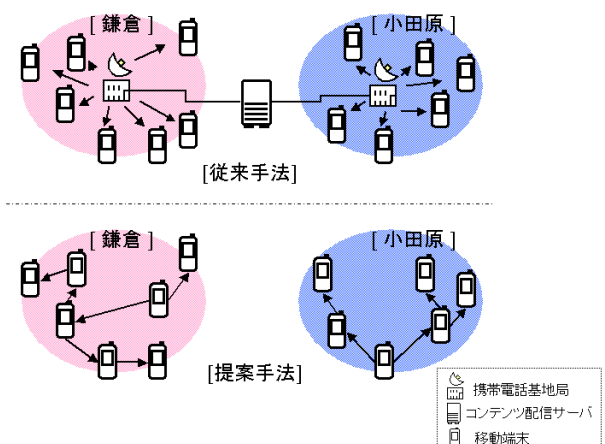 [ 鎌倉 ]
[ 小田原 ]
[従来手法]
[ 鎌倉 ]
[ 小田原 ]
[提案手法]
携帯電話基地局
コンテンツ配信サーバ
移動端末